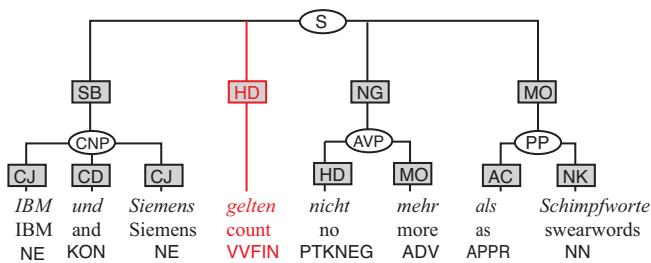 S
SB HD NG MO
CNP AVP PP
CJ CD CJ HD MO AC NK
IBM und Siemens gelten nicht mehr als Schimpfworte
IBM and Siemens count no more as swearwords
NE KON NE VVFIN PTKNEG ADV APPR NN